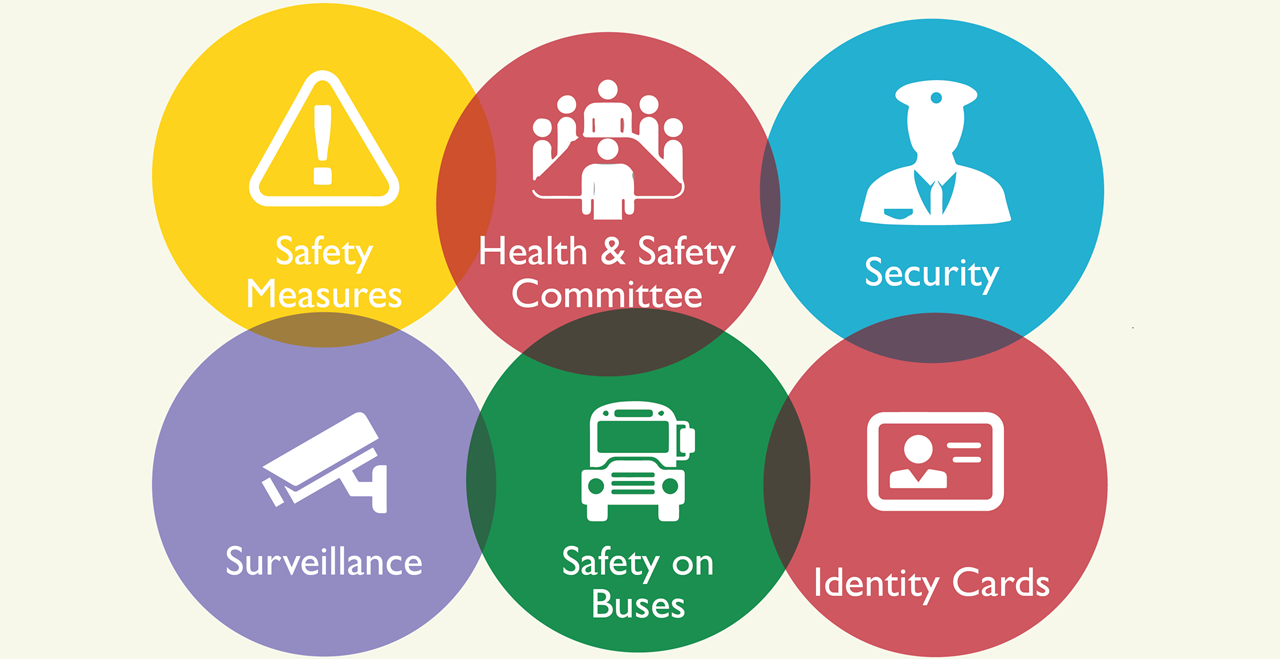 Safety
Measures
Health & Safety
Committee
Security
Surveillance
Safety on
Buses
Identity Cards